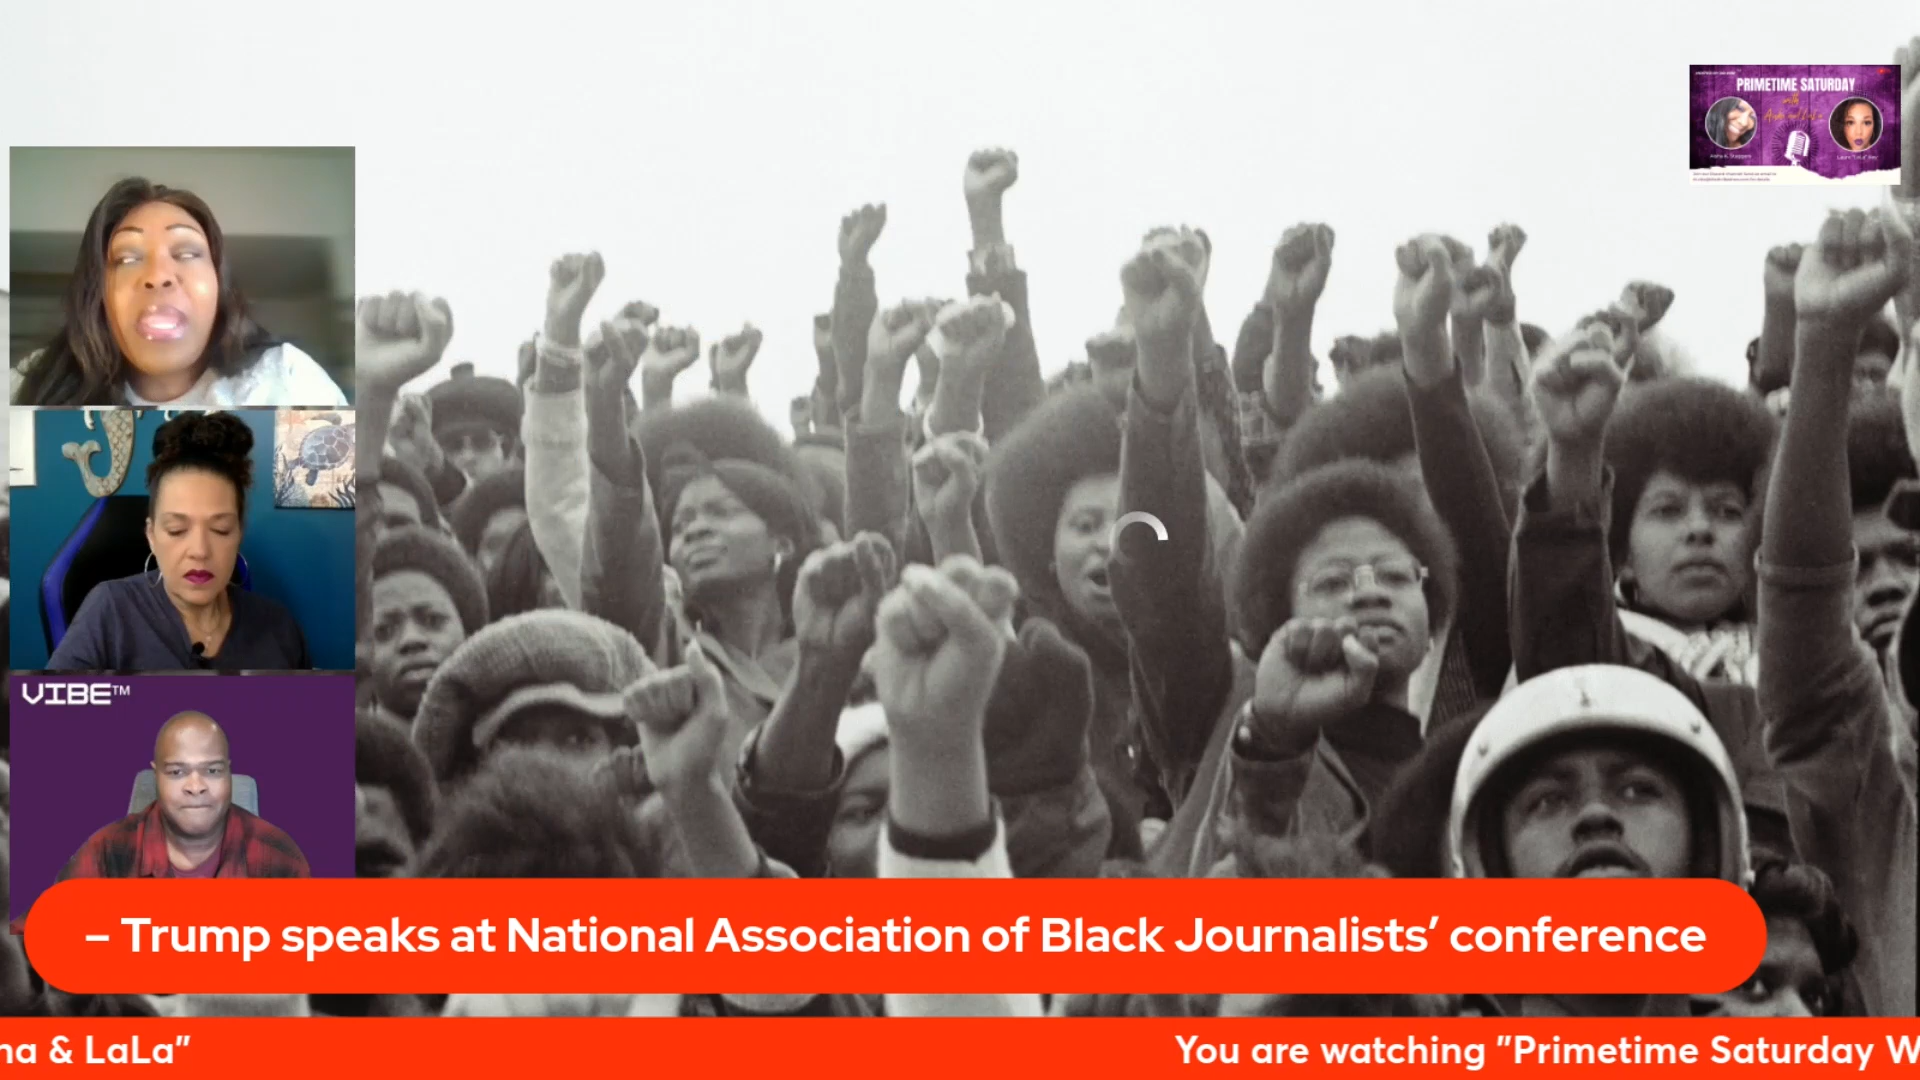 PRIMETIME SATURDAY
with
VIBE™
– Trump speaks at National Association of Black Journalists’ conference
na & LaLa"
You are watching "Primetime Saturday W